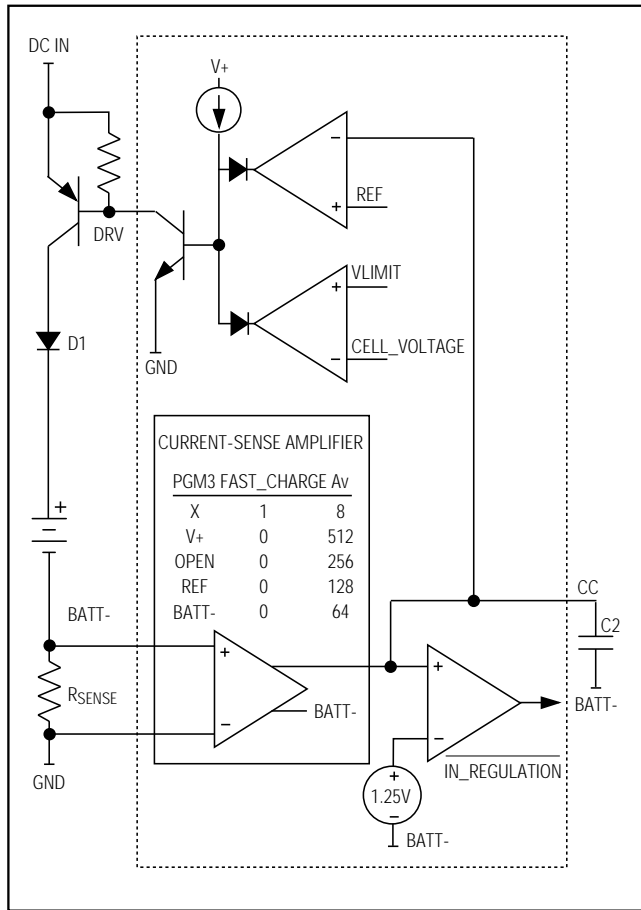 DC IN
V+
−
REF
+
DRV
VLIMIT
+
CELL_VOLTAGE
−
D1
GND
CURRENT-SENSE AMPLIFIER
PGM3 FAST_CHARGE Av
X 1 8
V+ 0 512
OPEN 0 256
REF 0 128
BATT- 0 64
+
BATT-
CC
C2
+
−
BATT-
RSENSE
GND
+
BATT-
+
−
IN_REGULATION
1.25V
+
−
BATT-